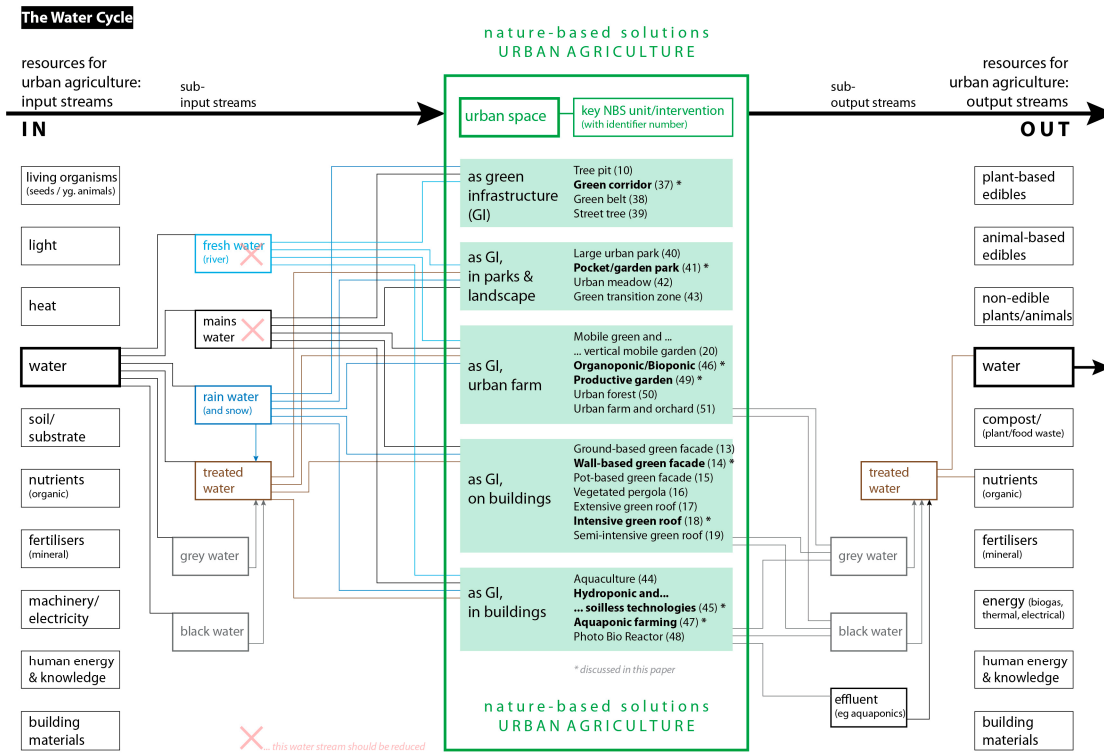 The Water Cycle
nature-based solutions
URBAN AGRICULTURE
resources for
urban agriculture:
input streams
sub-
input streams
IN
sub-
output streams
resources for
urban agriculture:
output streams
OUT
urban space
key NBS unit/intervention
(with identifier number)
living organisms
(seeds / yg. animals)
light
heat
water
soil/
substrate
nutrients
(organic)
fertilisers
(mineral)
machinery/
electricity
human energy
& knowledge
building
materials
fresh water
(river)
mains
water
rain water
(and snow)
treated
water
grey water
black water
... this water stream should be reduced
as green
infrastructure
(GI)
Tree pit (10)
Green corridor (37) *
Green belt (38)
Street tree (39)
as GI,
in parks &
landscape
Large urban park (40)
Pocket/garden park (41) *
Urban meadow (42)
Green transition zone (43)
as GI,
urban farm
Mobile green and ...
... vertical mobile garden (20)
Organoponic/Bioponic (46) *
Productive garden (49) *
Urban forest (50)
Urban farm and orchard (51)
as GI,
on buildings
Ground-based green facade (13)
Wall-based green facade (14) *
Pot-based green facade (15)
Vegetated pergola (16)
Extensive green roof (17)
Intensive green roof (18) *
Semi-intensive green roof (19)
as GI,
in buildings
Aquaculture (44)
Hydroponic and...
... soilless technologies (45) *
Aquaponic farming (47) *
Photo Bio Reactor (48)
* discussed in this paper
nature-based solutions
URBAN AGRICULTURE
treated
water
grey water
black water
effluent
(eg aquaponics)
plant-based
edibles
animal-based
edibles
non-edible
plants/animals
water
compost/
(plant/food waste)
nutrients
(organic)
fertilisers
(mineral)
energy (biogas,
thermal, electrical)
human energy
& knowledge
building
materials